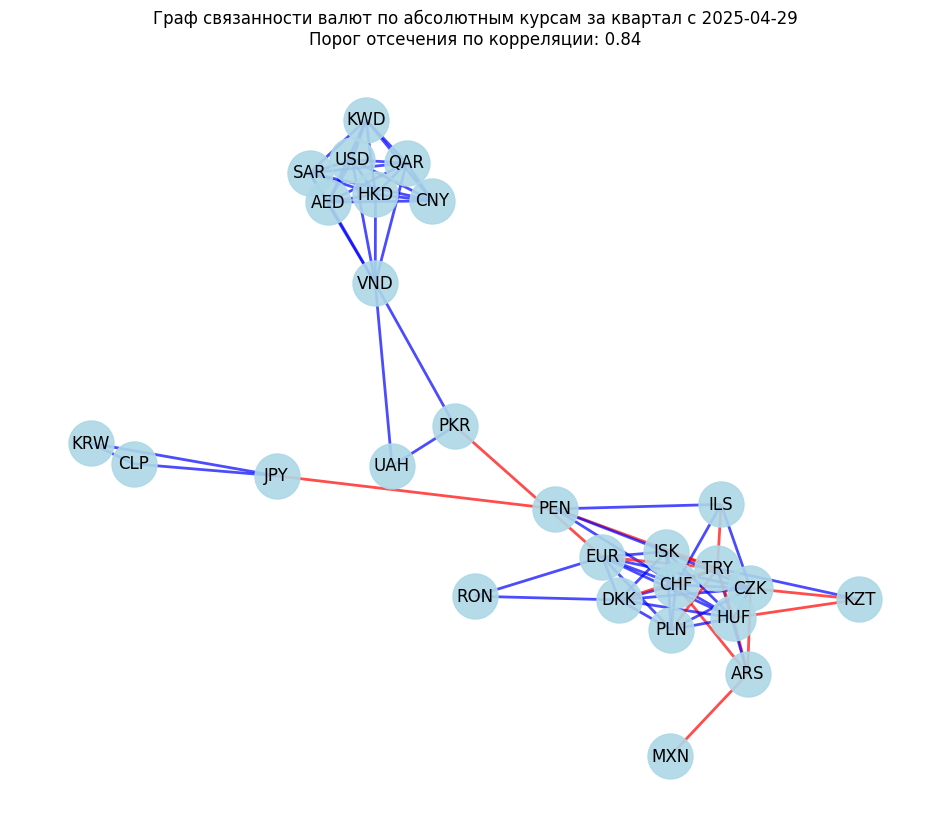 Граф связанности валют по абсолютным курсам за квартал с 2025-04-29
Порог отсечения по корреляции: 0.84
KWD
USD
QAR
SAR
HKD
CNY
AED
VND
PKR
KRW
CLP
UAH
JPY
ILS
PEN
ISK
EUR
TRY
CHF
CZK
RON
DKK
KZT
HUF
PLN
ARS
MXN